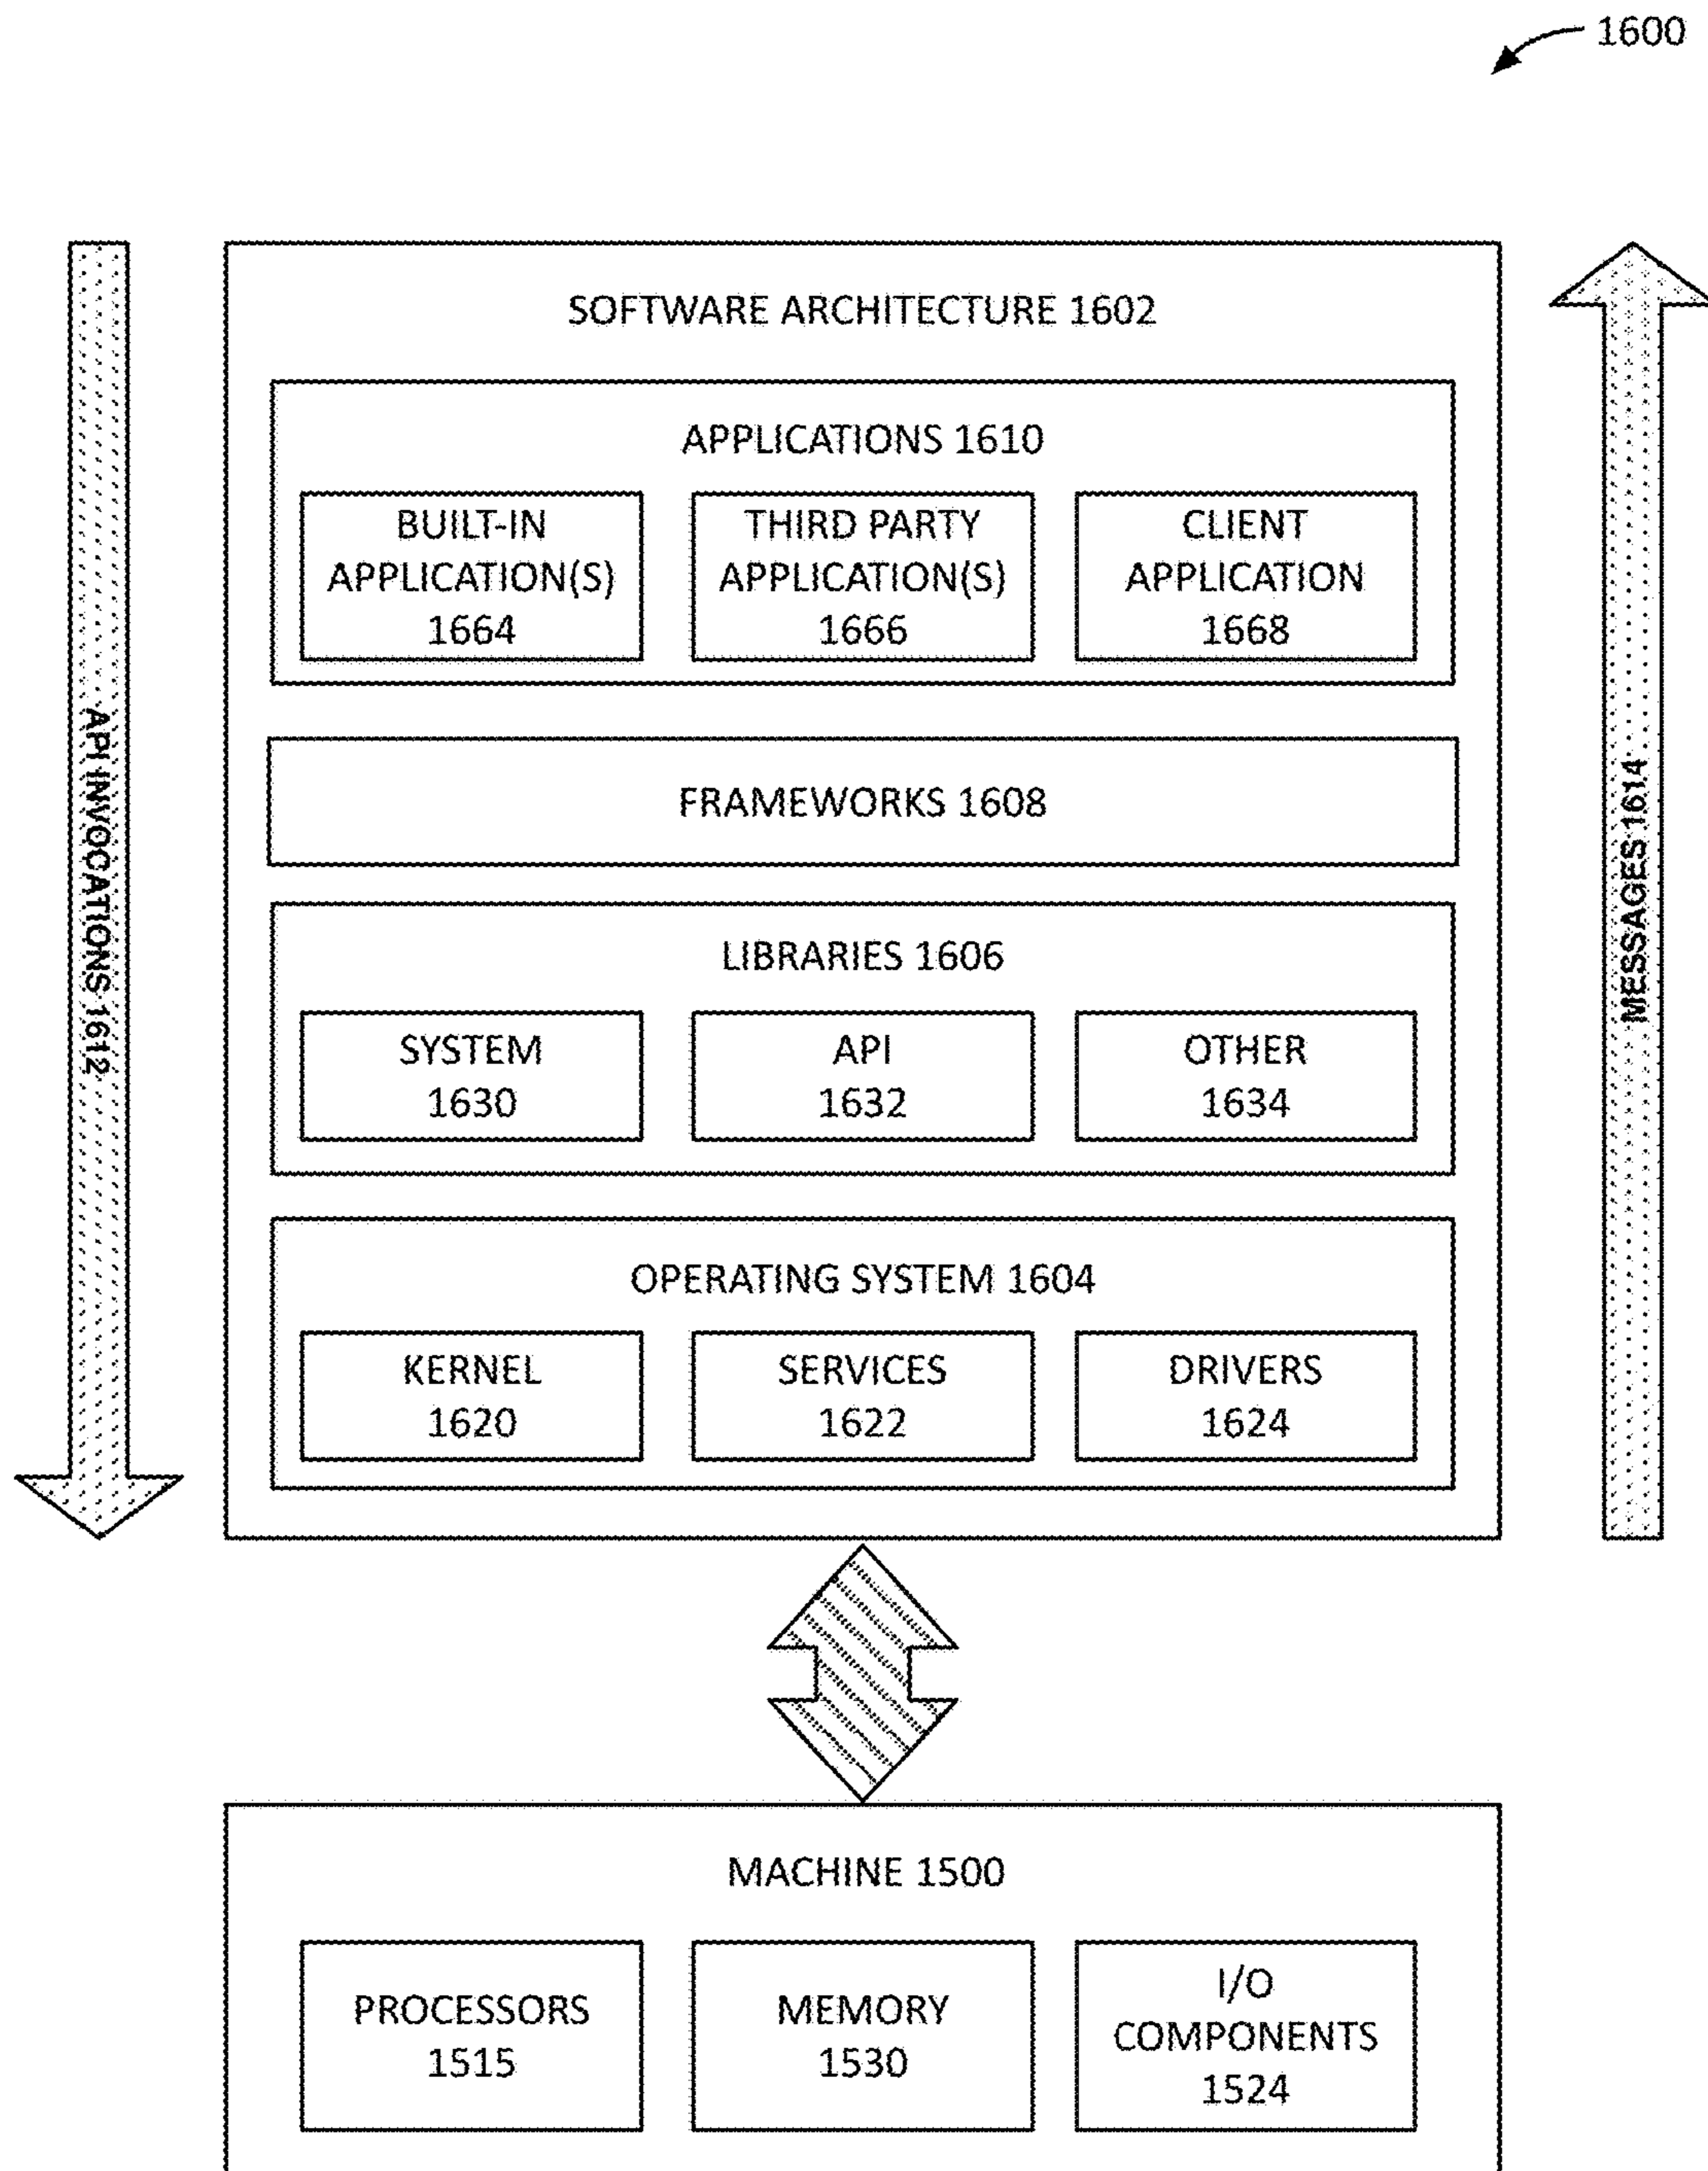 1600
SOFTWARE ARCHITECTURE 1602
APPLICATIONS 1610
BUILT-IN
APPLICATION(S)
1664
THIRD PARTY
APPLICATION(S)
1666
CLIENT
APPLICATION
1668
FRAMEWORKS 1608
LIBRARIES 1606
SYSTEM
1630
API
1632
OTHER
1634
OPERATING SYSTEM 1604
KERNEL
1620
SERVICES
1622
DRIVERS
1624
API INVOCATIONS 1612
MESSAGES 1614
MACHINE 1500
PROCESSORS
1515
MEMORY
1530
I/O
COMPONENTS
1524